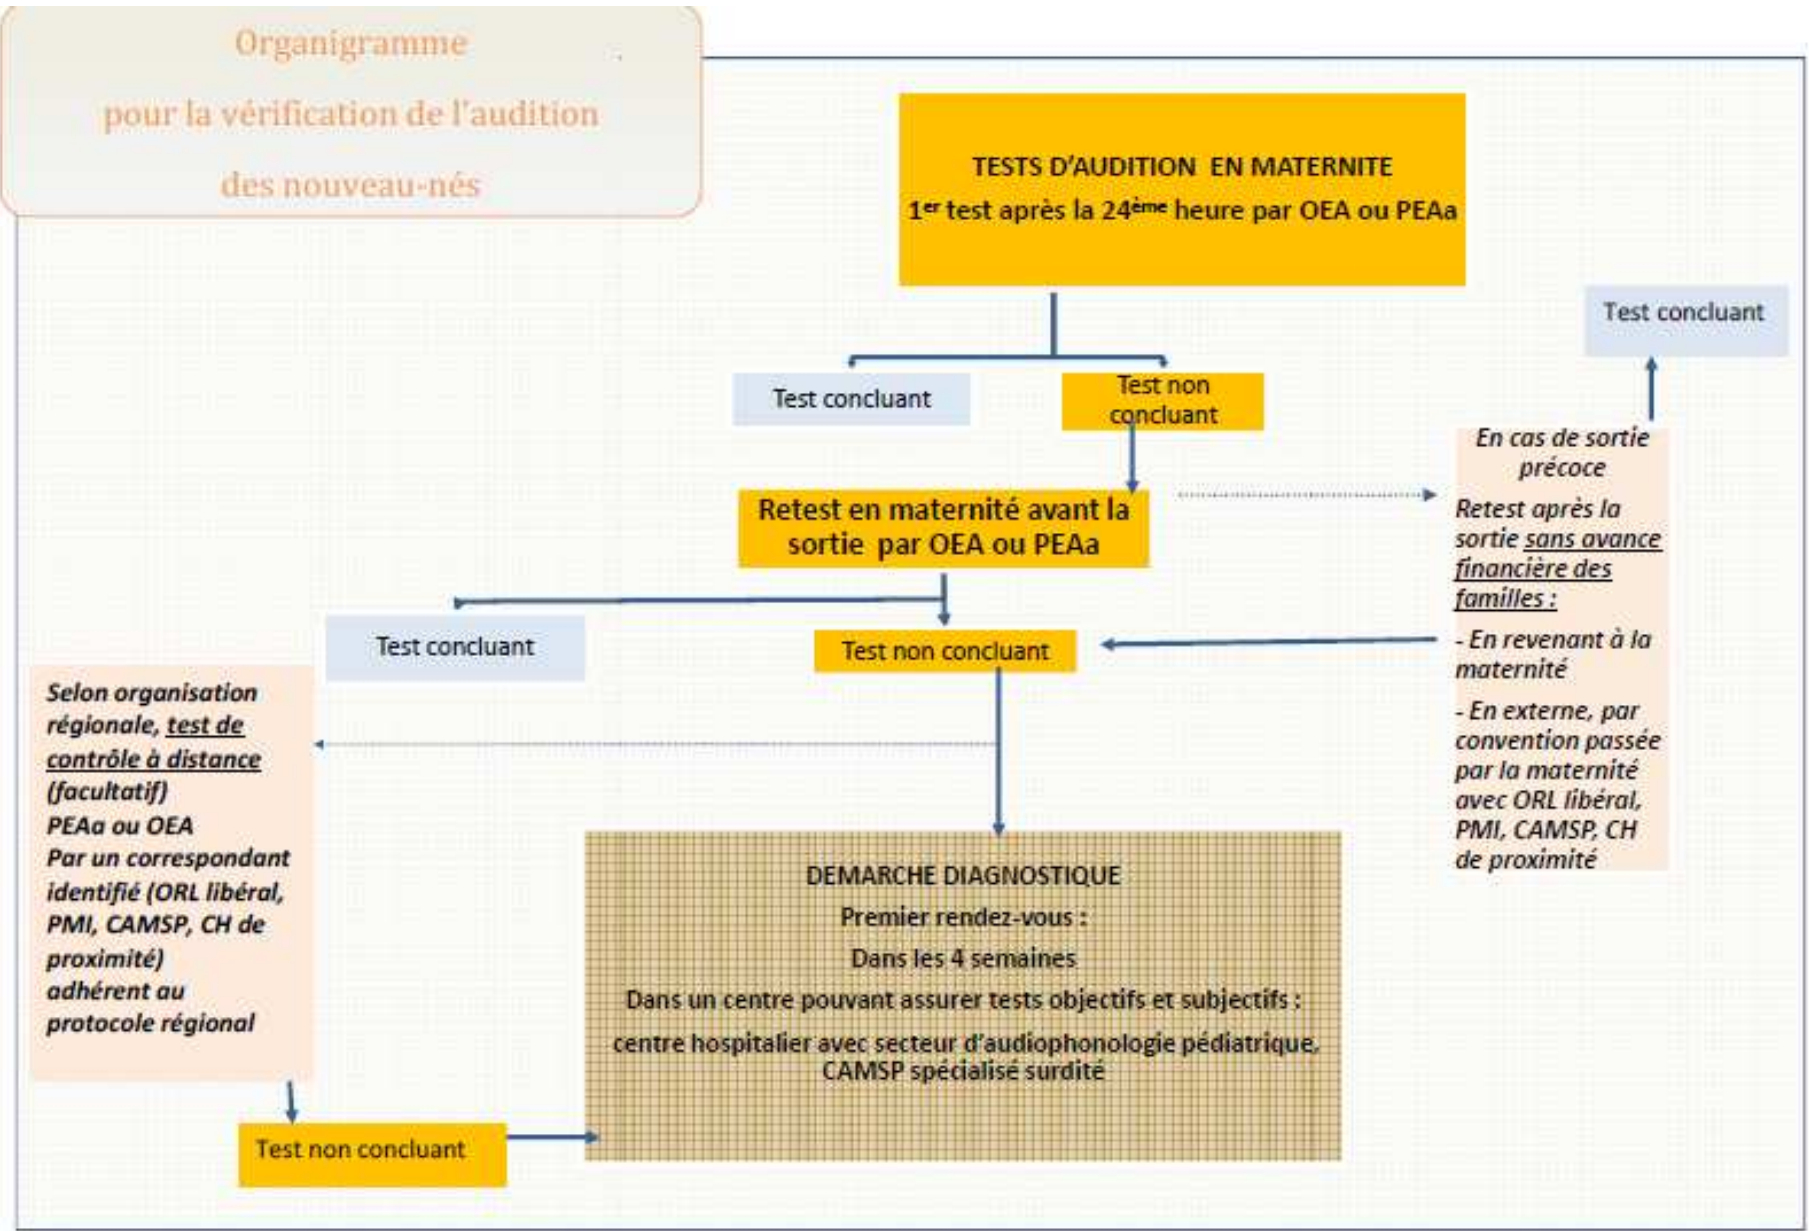 Organigramme
pour la vérification de l'audition
des nouveau-nés
TESTS D'AUDITION EN MATERNITE
1er test après la 24ème heure par OEA ou PEAa
Test concluant
Test concluant
Test non
concluant
En cas de sortie
précoce
Retest après la
sortie sans avance
financière des
familles :
- En revenant à la
maternité
- En externe, par
convention passée
par la maternité
avec ORL libéral,
PMI, CAMSP, CH
de proximité
Retest en maternité avant la
sortie par OEA ou PEAa
Test concluant
Test non concluant
Selon organisation
régionale, test de
contrôle à distance
(facultatif)
PEAa ou OEA
Par un correspondant
identifié (ORL libéral,
PMI, CAMSP, CH de
proximité)
adhérent au
protocole régional
DEMARCHE DIAGNOSTIQUE
Premier rendez-vous :
Dans les 4 semaines
Dans un centre pouvant assurer tests objectifs et subjectifs :
centre hospitalier avec secteur d'audiophonologie pédiatrique,
CAMSP spécialisé surdité
Test non concluant